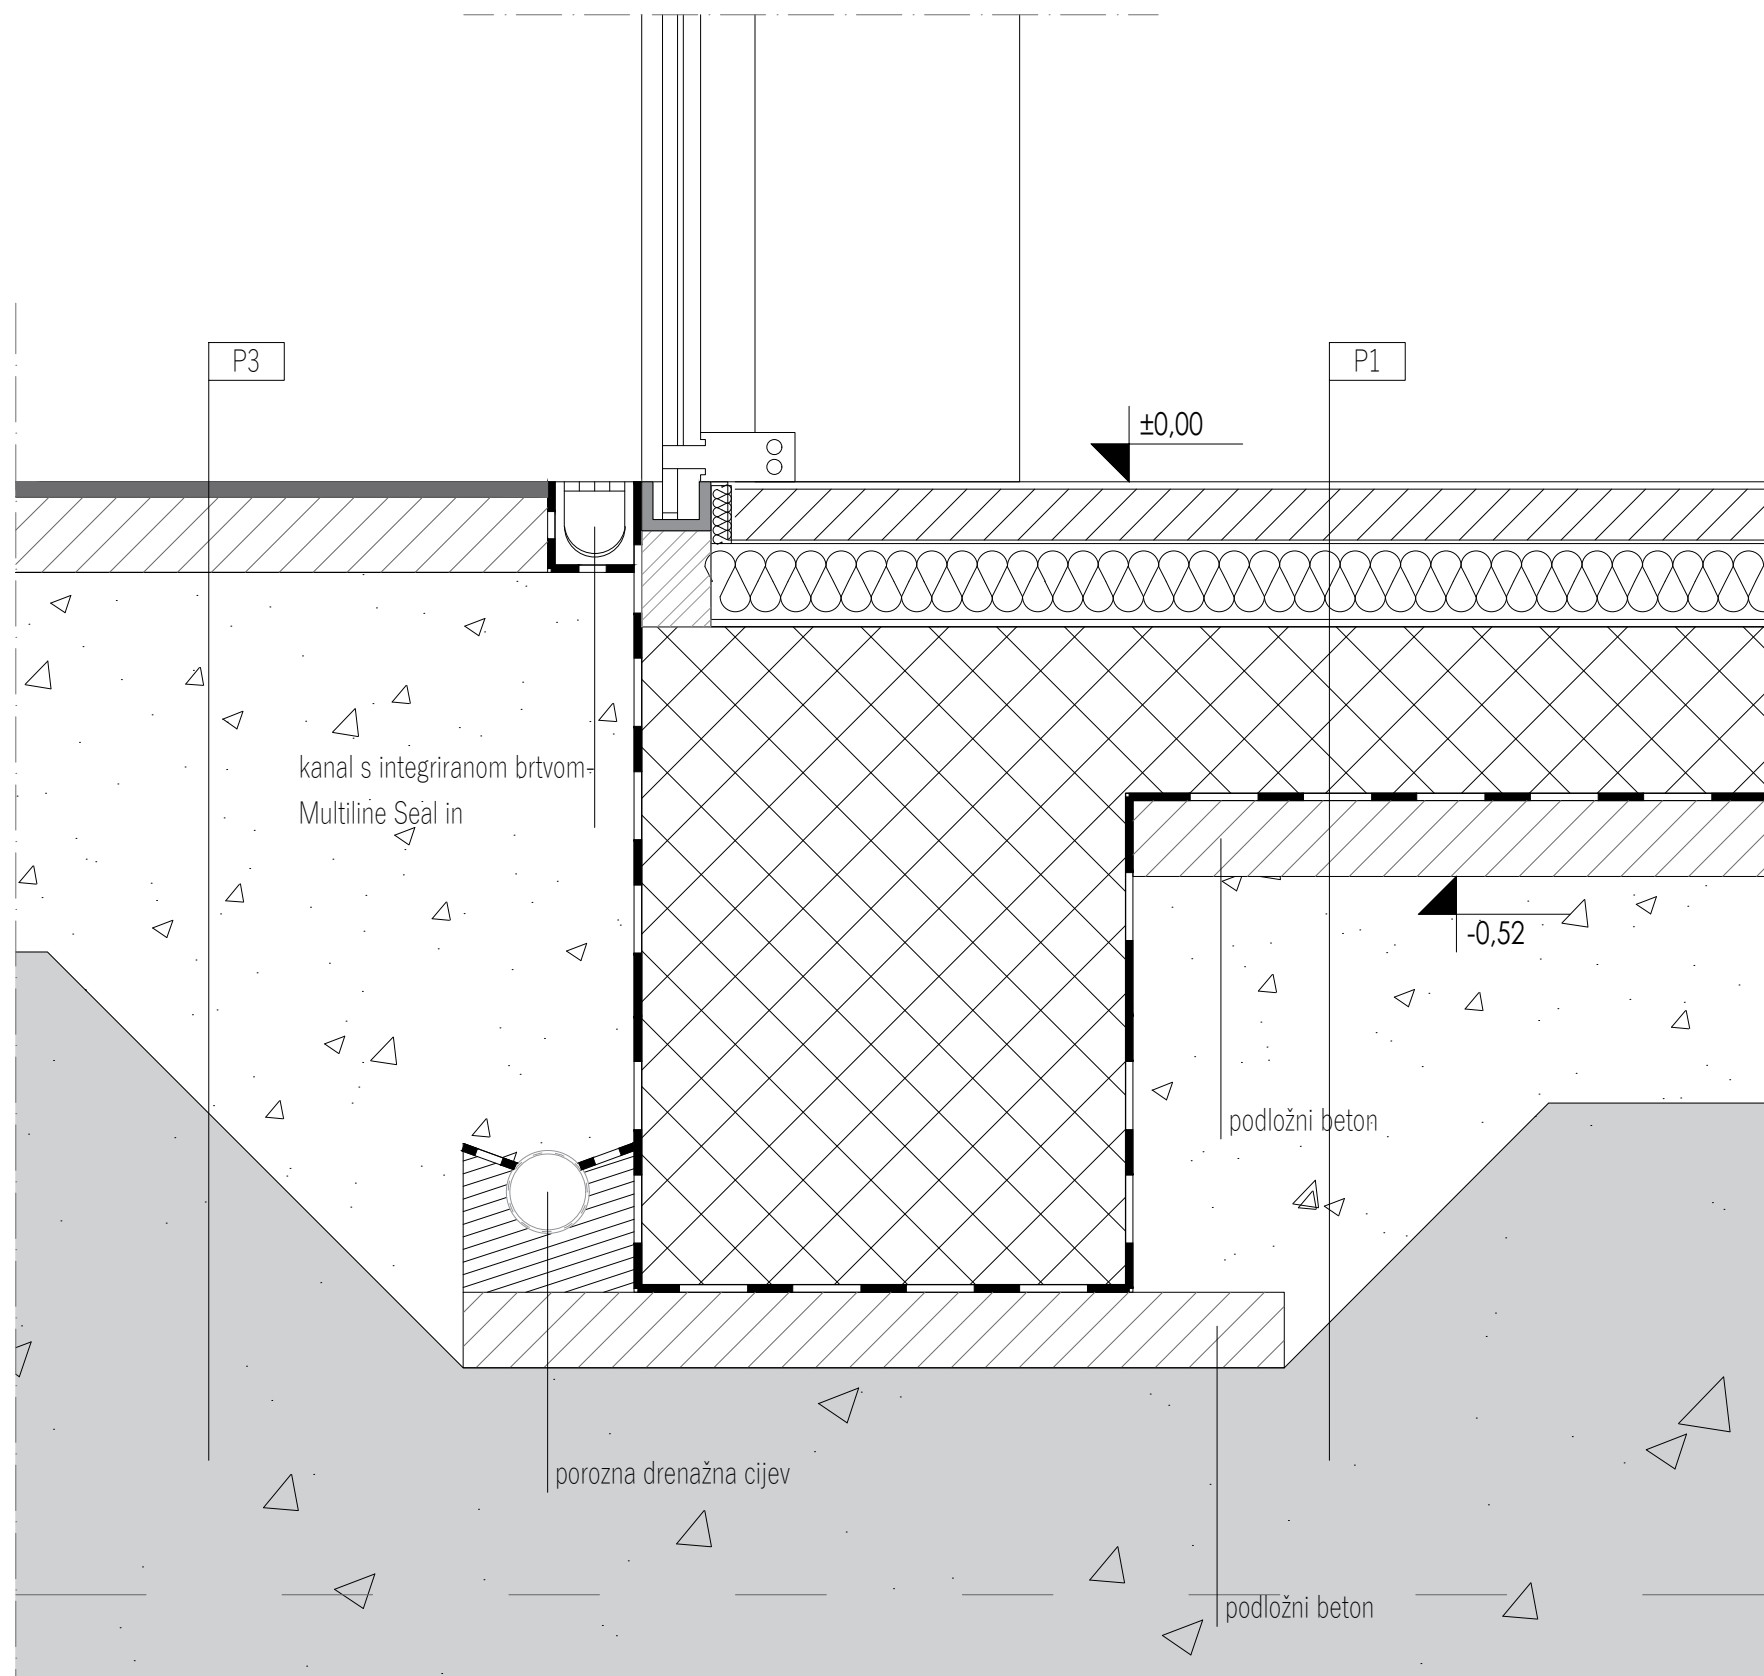 P3
P1
±0,00
kanal s integriranom brtvom
Multiline Seal in
-0,52
podložni beton
porozna drenažna cijev
podložni beton